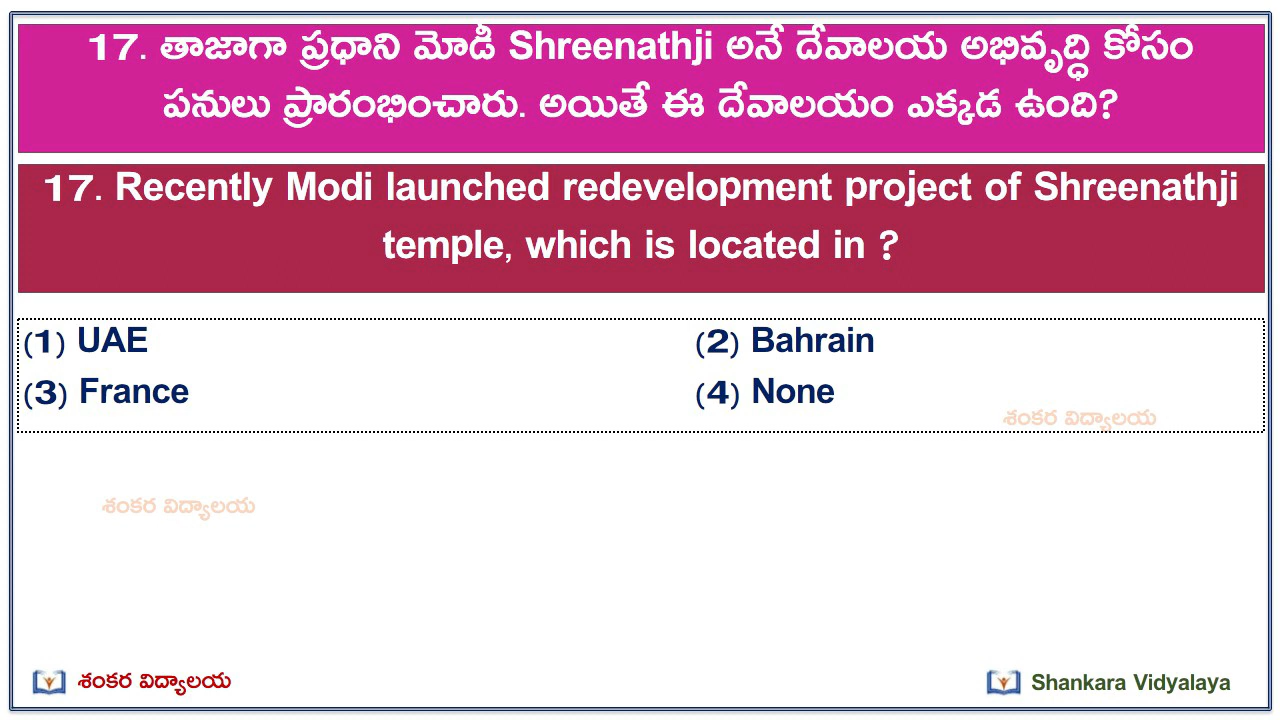 17. తాజాగా ప్రధాని మోడీ Shreenathji అనే దేవాలయ అభివృద్ధి కోసం
పనులు ప్రారంభించారు. అయితే ఈ దేవాలయం ఎక్కడ ఉంది?
17. Recently Modi launched redevelopment project of Shreenathji
temple, which is located in ?
(1) UAE
(2) Bahrain
(3) France
(4) None
శంకర విద్యాలయ
శంకర విద్యాలయ
శంకర విద్యాలయ
Shankara Vidyalaya